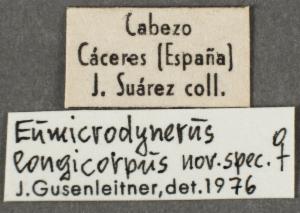 Cabezo
Cáceres (España)
J. Suárez coll.
Eumicrodynerus
longicorpus nov.spec. ♀
J.Gusenleitner,det.1976